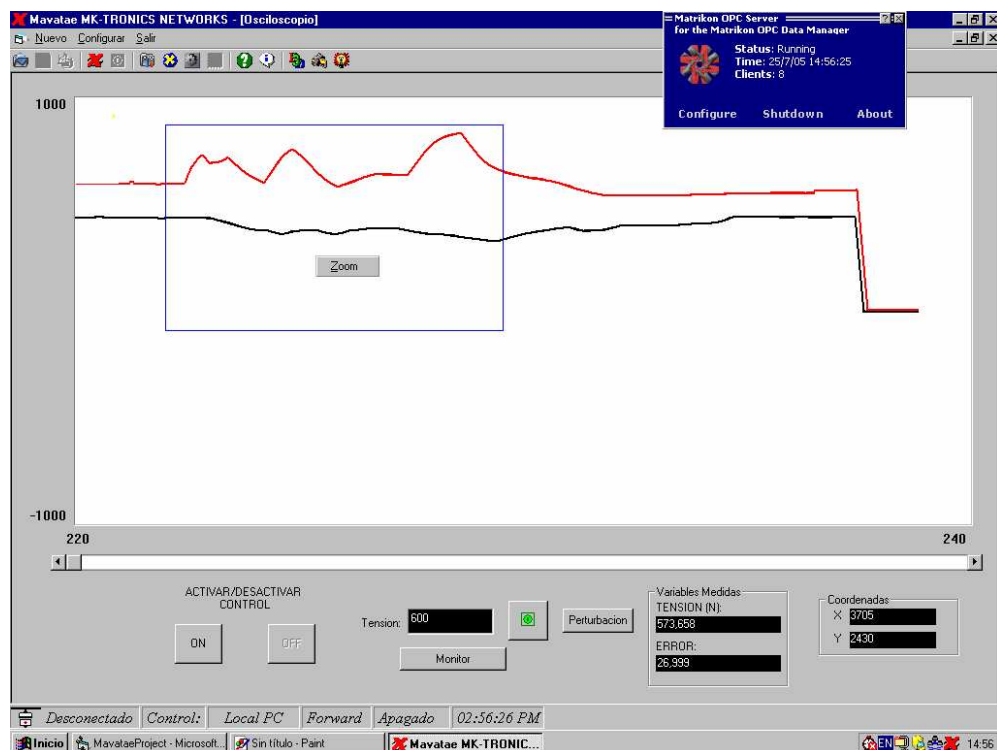 Mavatae MK-TRONICS NETWORKS - [Osciloscopio]
Nuevo Configurar Salir
Matrikon OPC Server
for the Matrikon OPC Data Manager
Status: Running
Time: 25/7/05 14:56:25
Clients: 8
Configure Shutdown About
1000
Zoom
-1000
220 240
ACTIVAR/DESACTIVAR
CONTROL
ON OFF
Tension: 600
Monitor
Perturbacion
Variables Medidas
TENSION (N):
573,658
ERROR:
26,999
Coordenadas
X 3705
Y 2430
Desconectado Control: Local PC Forward Apagado 02:56:26 PM
Inicio MavataeProject - Microsoft... Sin título - Paint Mavatae MK-TRONIC... EN 14:56